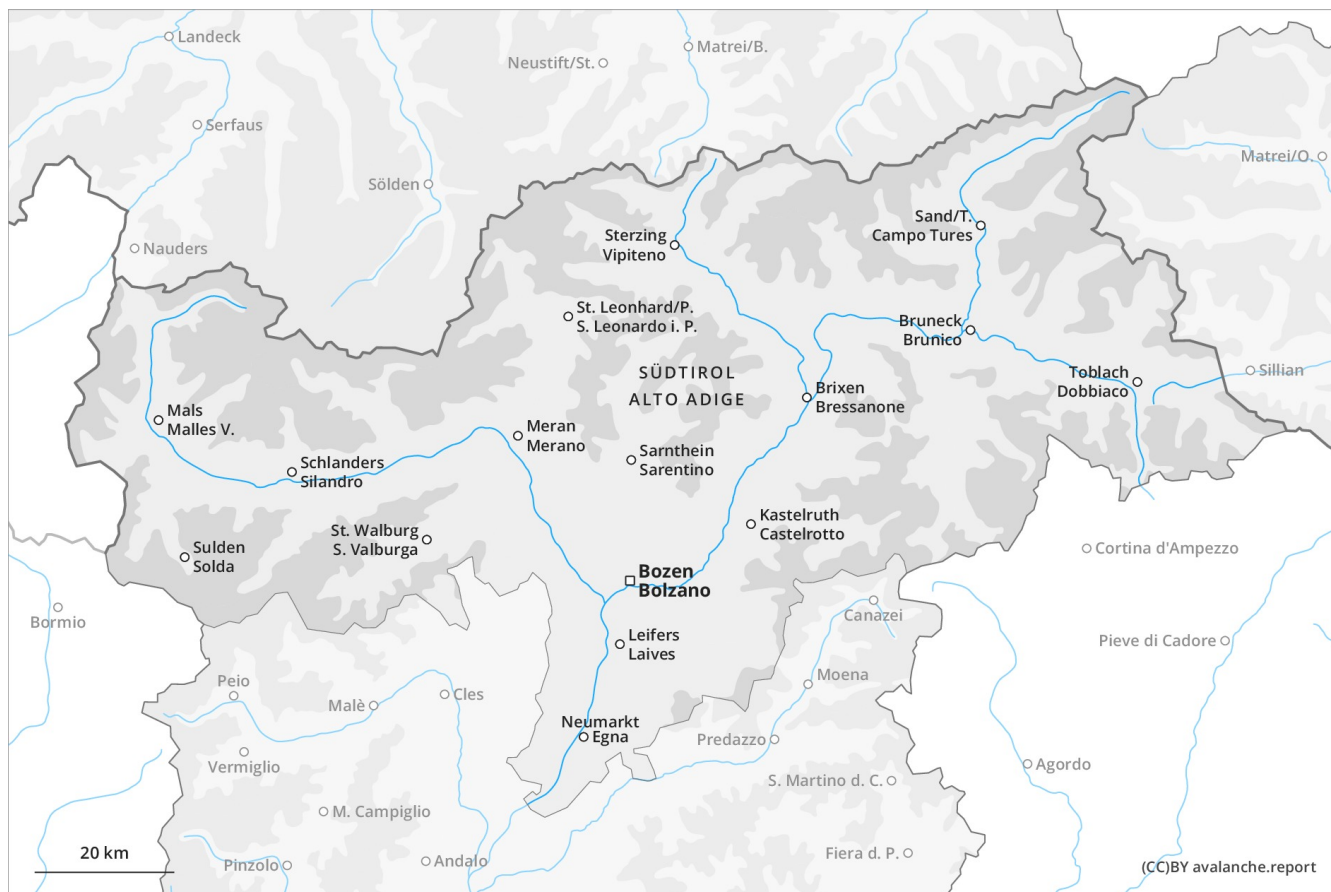 Landeck
Matrei/B.
Neustift/St.
Serfaus
Matrei/O.
Sölden
Sand/T.
Campo Tures
Sterzing
Vipiteno
Nauders
St. Leonhard/P.
S. Leonardo i. P.
Bruneck
Brunico
SÜDTIROL
ALTO ADIGE
Toblach
Dobbiaco
Sillian
Brixen
Bressanone
Mals
Malles V.
Meran
Merano
Sarnthein
Sarentino
Schlanders
Silandro
Kastelruth
Castelrotto
St. Walburg
S. Valburga
Sulden
Solda
Cortina d'Ampezzo
Bozen
Bolzano
Bormio
Canazei
Leifers
Laives
Pieve di Cadore
Peio
Malè
Cles
Moena
Neumarkt
Egna
Predazzo
Vermiglio
Agordo
S. Martino d. C.
M. Campiglio
20 km
Pinzolo
Andalo
Fiera d. P.
(CC)BY avalanche.report